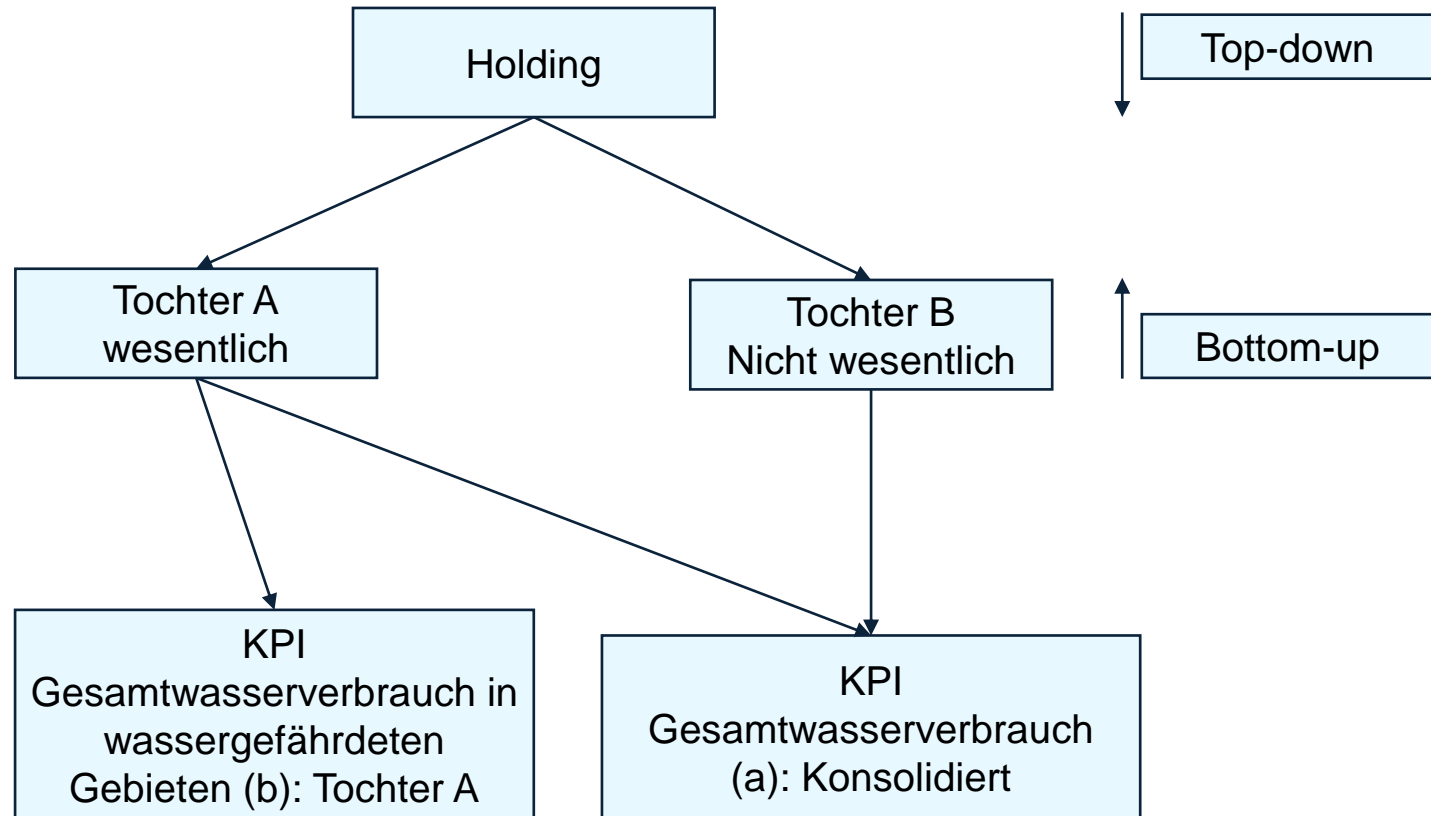 Holding
Top-down
Tochter A
wesentlich
Tochter B
Nicht wesentlich
Bottom-up
KPI
Gesamtwasserverbrauch in
wassergefährdeten
Gebieten (b): Tochter A
KPI
Gesamtwasserverbrauch
(a): Konsolidiert